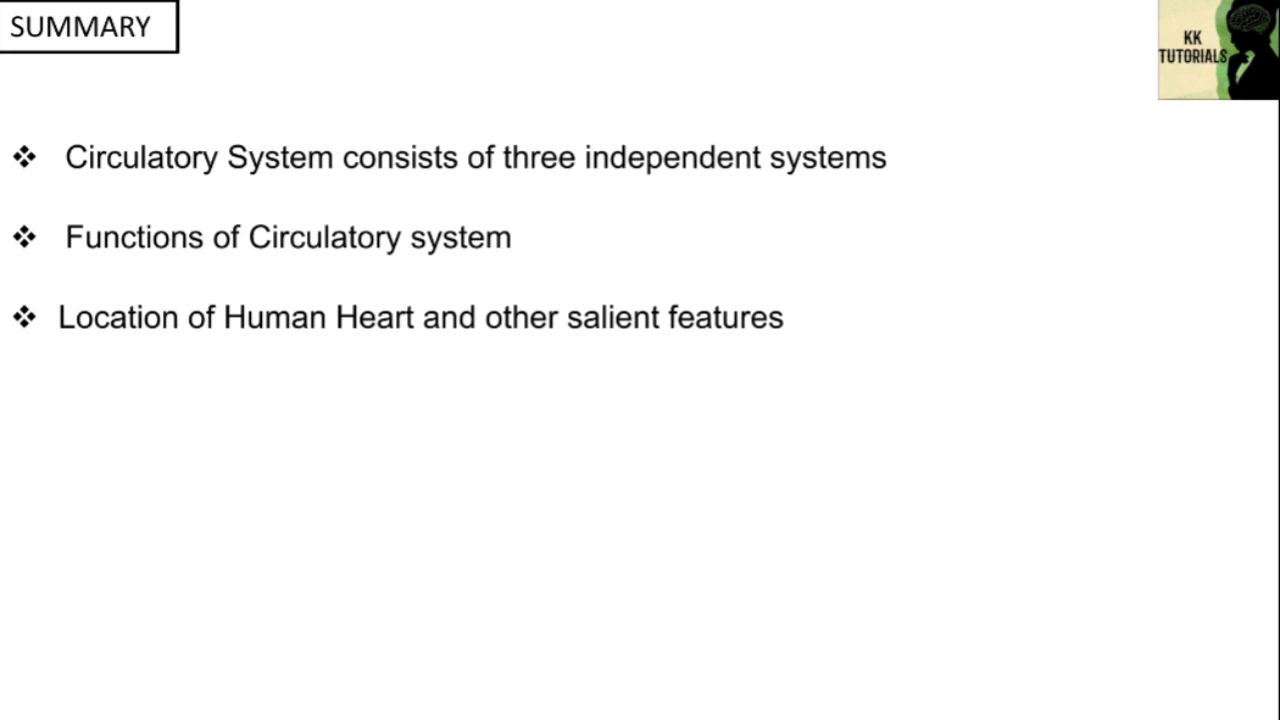 SUMMARY
KK
TUTORIALS
❖ Circulatory System consists of three independent systems
❖ Functions of Circulatory system
❖ Location of Human Heart and other salient features